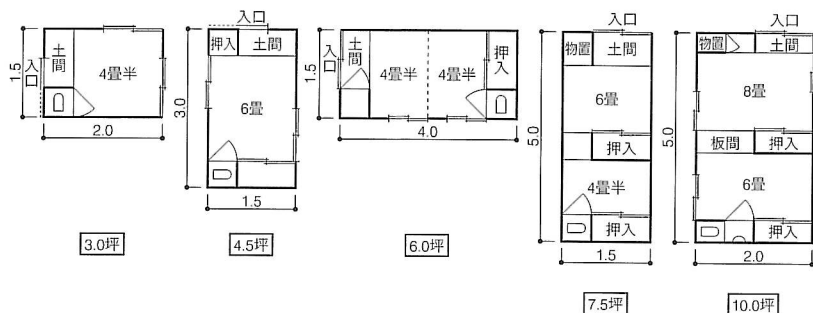 入口
土間
4畳半
1.5
2.0
3.0坪
入口
押入
土間
6畳
3.0
1.5
4.5坪
入口
土間
4畳半
4畳半
押入
1.5
4.0
6.0坪
入口
物置
土間
6畳
押入
4畳半
押入
5.0
1.5
7.5坪
入口
物置
土間
8畳
板間
押入
6畳
押入
5.0
2.0
10.0坪